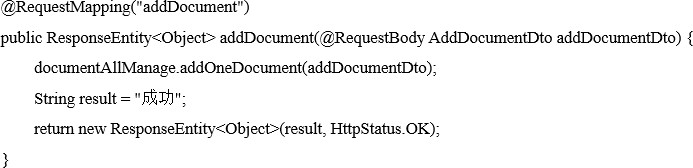 @RequestMapping("addDocument")
public ResponseEntity<Object> addDocument(@RequestBody AddDocumentDto addDocumentDto) {
documentAllManage.addOneDocument(addDocumentDto);
String result = "成功";
return new ResponseEntity<Object>(result, HttpStatus.OK);
}